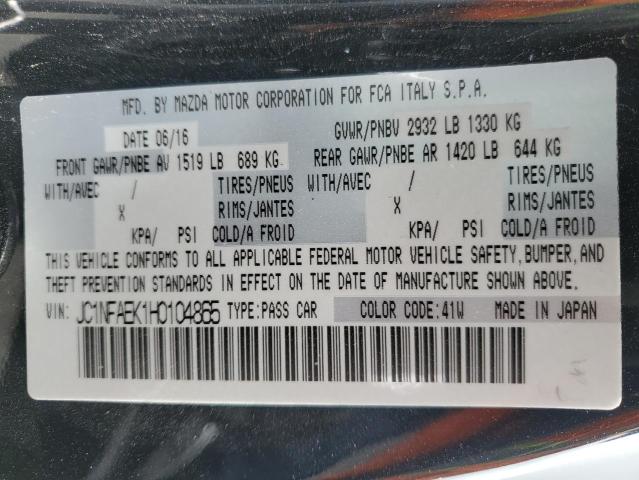 MFD. BY MAZDA MOTOR CORPORATION FOR FCA ITALY S.P.A.
DATE 06/16 GVWR/PNBV 2932 LB 1330 KG
FRONT GAWR/PNBE AV 1519 LB 689 KG REAR GAWR/PNBE AR 1420 LB 644 KG
WITH/AVEC / TIRES/PNEUS WITH/AVEC / TIRES/PNEUS
X RIMS/JANTES X RIMS/JANTES
KPA/ PSI COLD/A FROID KPA/ PSI COLD/A FROID
THIS VEHICLE CONFORMS TO ALL APPLICABLE FEDERAL MOTOR VEHICLE SAFETY, BUMPER, AND
THEFT PREVENTION STANDARDS IN EFFECT ON THE DATE OF MANUFACTURE SHOWN ABOVE.
VIN: JC1NFAEK1H0104865 TYPE:PASS CAR COLOR CODE:41W MADE IN JAPAN